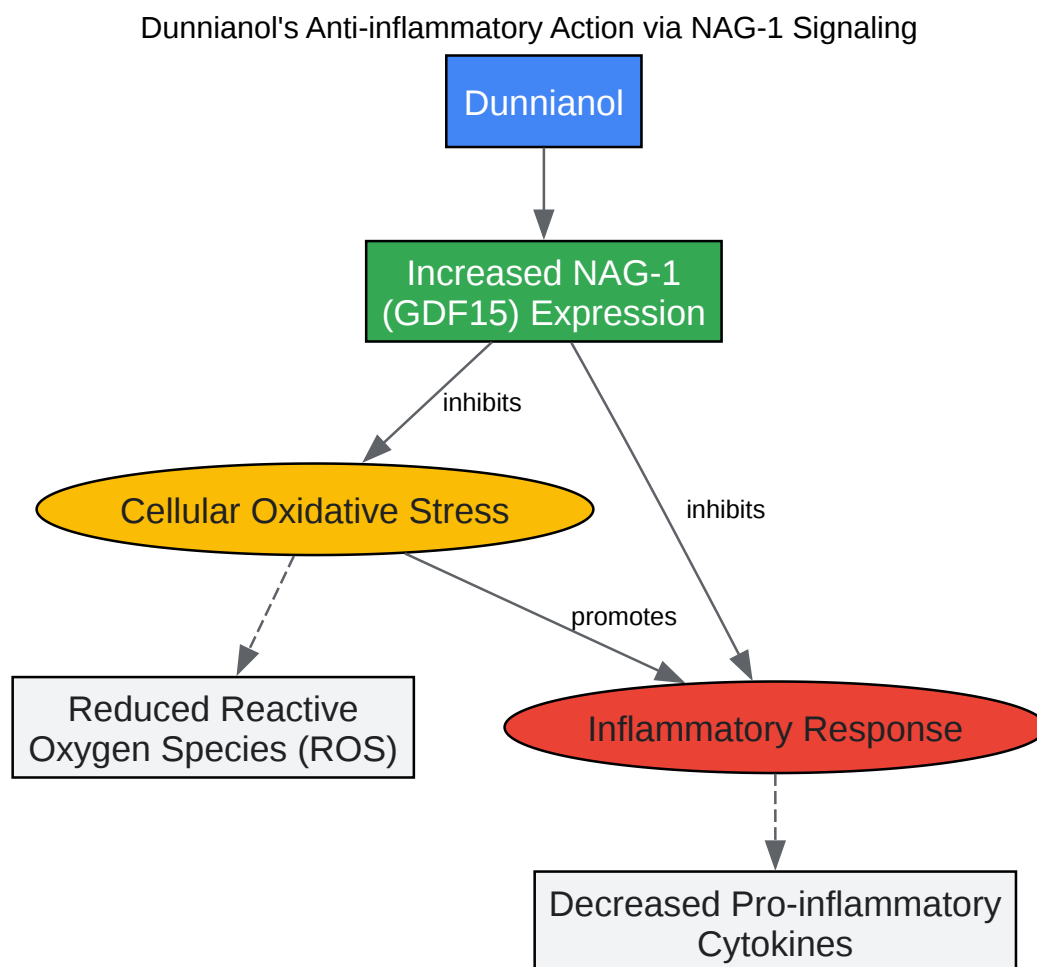 Dunnianol's Anti-inflammatory Action via NAG-1 Signaling
Dunnianol
Increased NAG-1
(GDF15) Expression
inhibits
Cellular Oxidative Stress
inhibits
promotes
Reduced Reactive
Oxygen Species (ROS)
Inflammatory Response
Decreased Pro-inflammatory
Cytokines